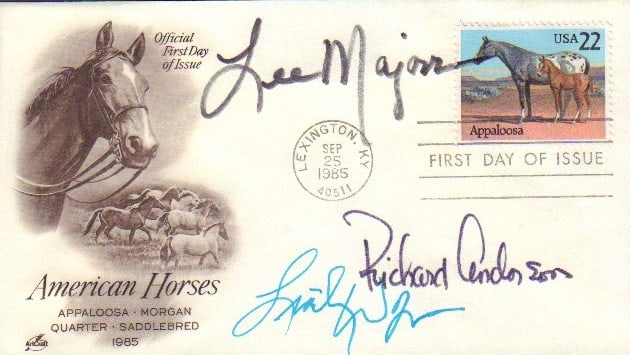 Official
First Day
of Issue
Lee Majors
USA 22
Appaloosa
LEXINGTON, KY
SEP
25
1985
40511
FIRST DAY OF ISSUE
Richard Anderson
American Horses
APPALOOSA · MORGAN
QUARTER · SADDLEBRED
1985
ArtCraft